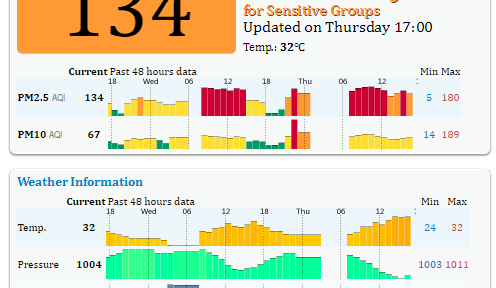 134
for Sensitive Groups
Updated on Thursday 17:00
Temp.: 32°C
Current Past 48 hours data Min Max
18 Wed 06 12 18 Thu 06 12
PM2.5 AQI 134 5 180
PM10 AQI 67 14 189
Weather Information
Current Past 48 hours data Min Max
18 Wed 06 12 18 Thu 06 12
Temp. 32 24 32
Pressure 1004 1003 1011